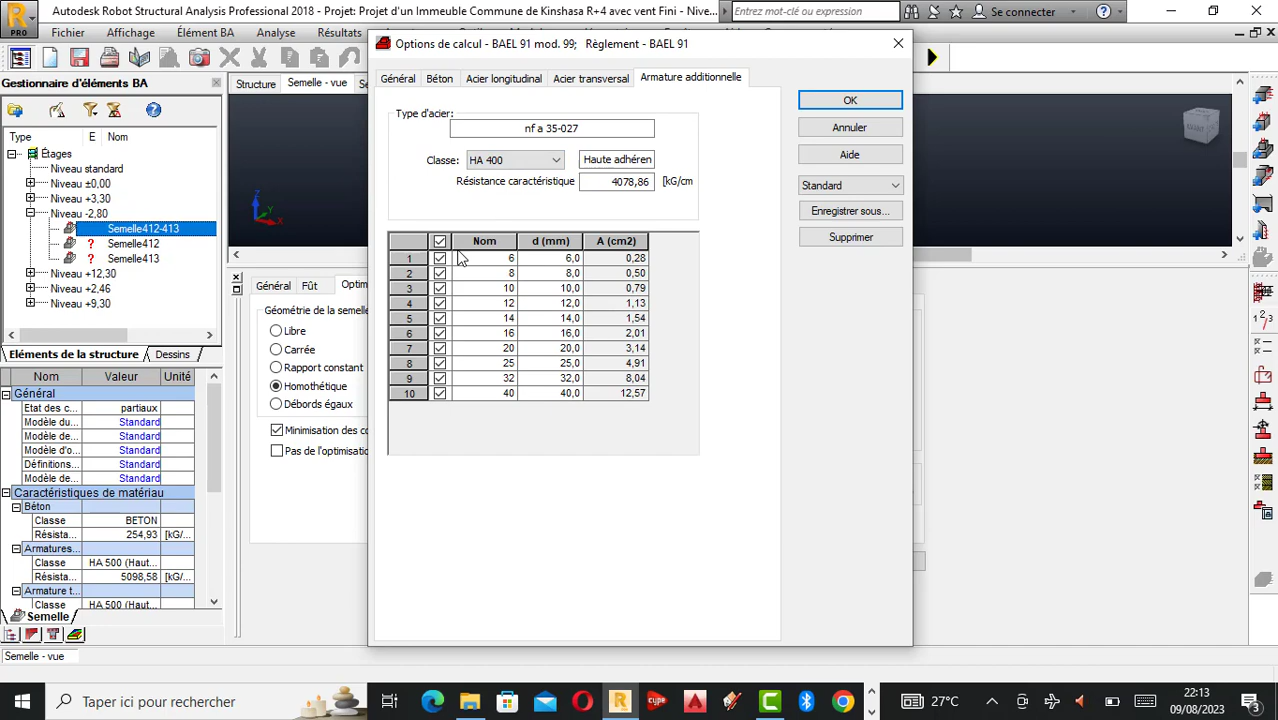 Autodesk Robot Structural Analysis Professional 2018 - Projet: Projet d'un Immeuble Commune de Kinshasa R+4 avec vent Fini - Nive...
Entrez mot-clé ou expression
Se connecter
PRO
Fichier
Affichage
Élément BA
Analyse
Résultats
Gestionnaire d'éléments BA
Type
E
Nom
Étages
Niveau standard
Niveau ±0,00
Niveau +3,30
Niveau -2,80
Semelle412-413
? Semelle412
? Semelle413
Niveau +12,30
Niveau +2,46
Niveau +9,30
Eléments de la structure
Dessins
Nom Valeur Unité
Général
Etat des c... partiaux
Modèle du... Standard
Modèle de... Standard
Modèle d'o... Standard
Définitions... Standard
Modèle de... Standard
Caractéristiques de matériau
Béton
Classe BETON
Résista... 254,93 [kG/...
Armatures...
Classe HA 500 (Haut...
Résista... 5098,58 [kG/...
Armature t...
Classe HA 500 (Haut...
Semelle
Semelle - vue
Structure
Semelle - vue
Général
Fût
Géométrie de la semelle
Libre
Carrée
Rapport constant
Homothétique
Débords égaux
Minimisation des co
Pas de l'optimisatio
Options de calcul - BAEL 91 mod. 99; Règlement - BAEL 91
Général
Béton
Acier longitudinal
Acier transversal
Armature additionnelle
Type d'acier:
nf a 35-027
Classe: HA 400 Haute adhéren
Résistance caractéristique 4078,86 [kG/cm
Nom d (mm) A (cm2)
1 6 6,0 0,28
2 8 8,0 0,50
3 10 10,0 0,79
4 12 12,0 1,13
5 14 14,0 1,54
6 16 16,0 2,01
7 20 20,0 3,14
8 25 25,0 4,91
9 32 32,0 8,04
10 40 40,0 12,57
OK
Annuler
Aide
Standard
Enregistrer sous...
Supprimer
Taper ici pour rechercher
cype
27°C
22:13
09/08/2023
3